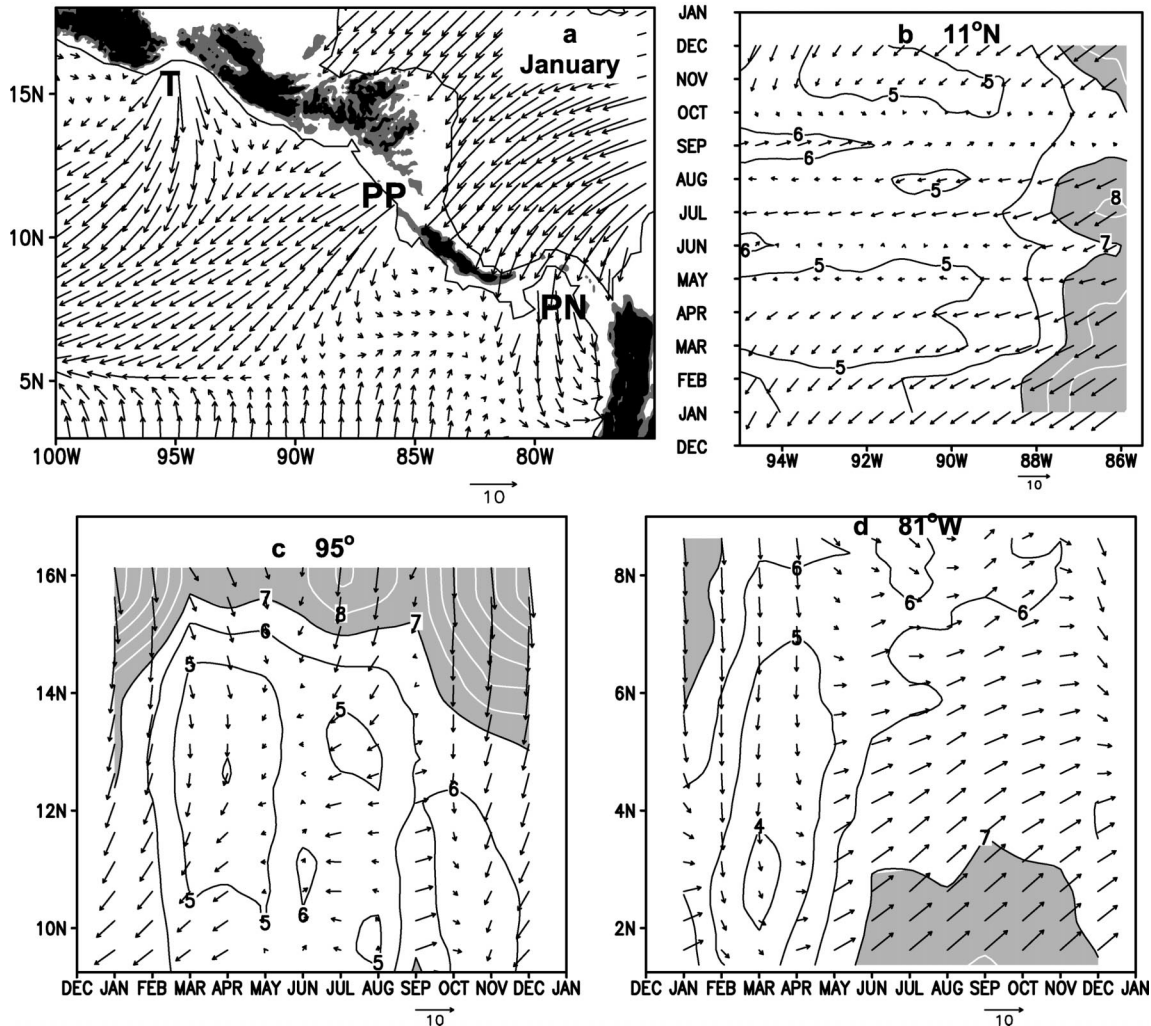 a
January
T
PP
PN
15N
10N
5N
100W 95W 90W 85W 80W
10
b 11°N
JAN
DEC
NOV
OCT
SEP
AUG
JUL
JUN
MAY
APR
MAR
FEB
JAN
DEC
5
6
6
5
8
7
6
5
5
5
94W 92W 90W 88W 86W
10
c 95°
16N
14N
12N
10N
7
8
7
6
5
5
6
5
5
6
5
DEC JAN FEB MAR APR MAY JUN JUL AUG SEP OCT NOV DEC JAN
10
d 81°W
8N
6N
4N
2N
6
6
6
5
4
7
DEC JAN FEB MAR APR MAY JUN JUL AUG SEP OCT NOV DEC JAN
10